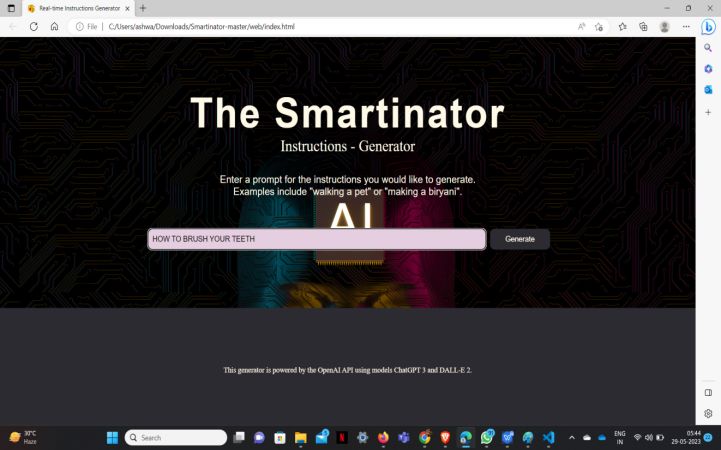 Real-time Instructions Generator
File
C:/Users/ashwa/Downloads/Smartinator-master/web/index.html
The Smartinator
Instructions - Generator
Enter a prompt for the instructions you would like to generate.
Examples include "walking a pet" or "making a biryani".
AI
HOW TO BRUSH YOUR TEETH
Generate
This generator is powered by the OpenAI API using models ChatGPT 3 and DALL-E 2.
30°C
Haze
Search
ENG
IN
05:44
29-05-2023